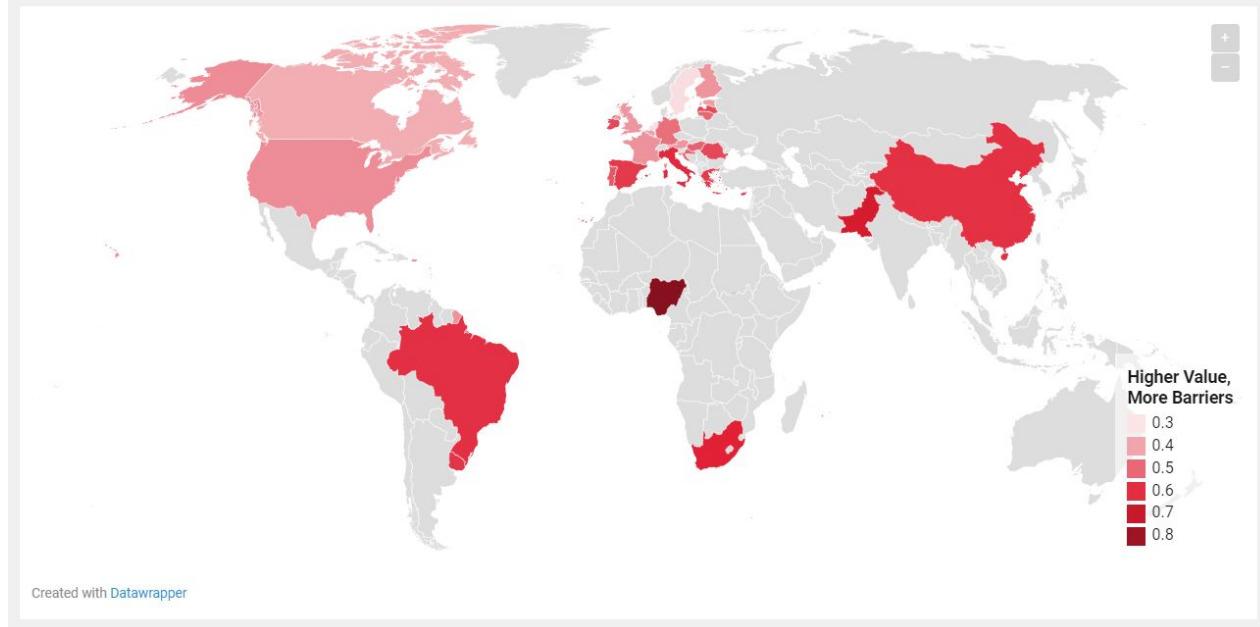 +
−
Higher Value,
More Barriers
0.3
0.4
0.5
0.6
0.7
0.8
Created with Datawrapper